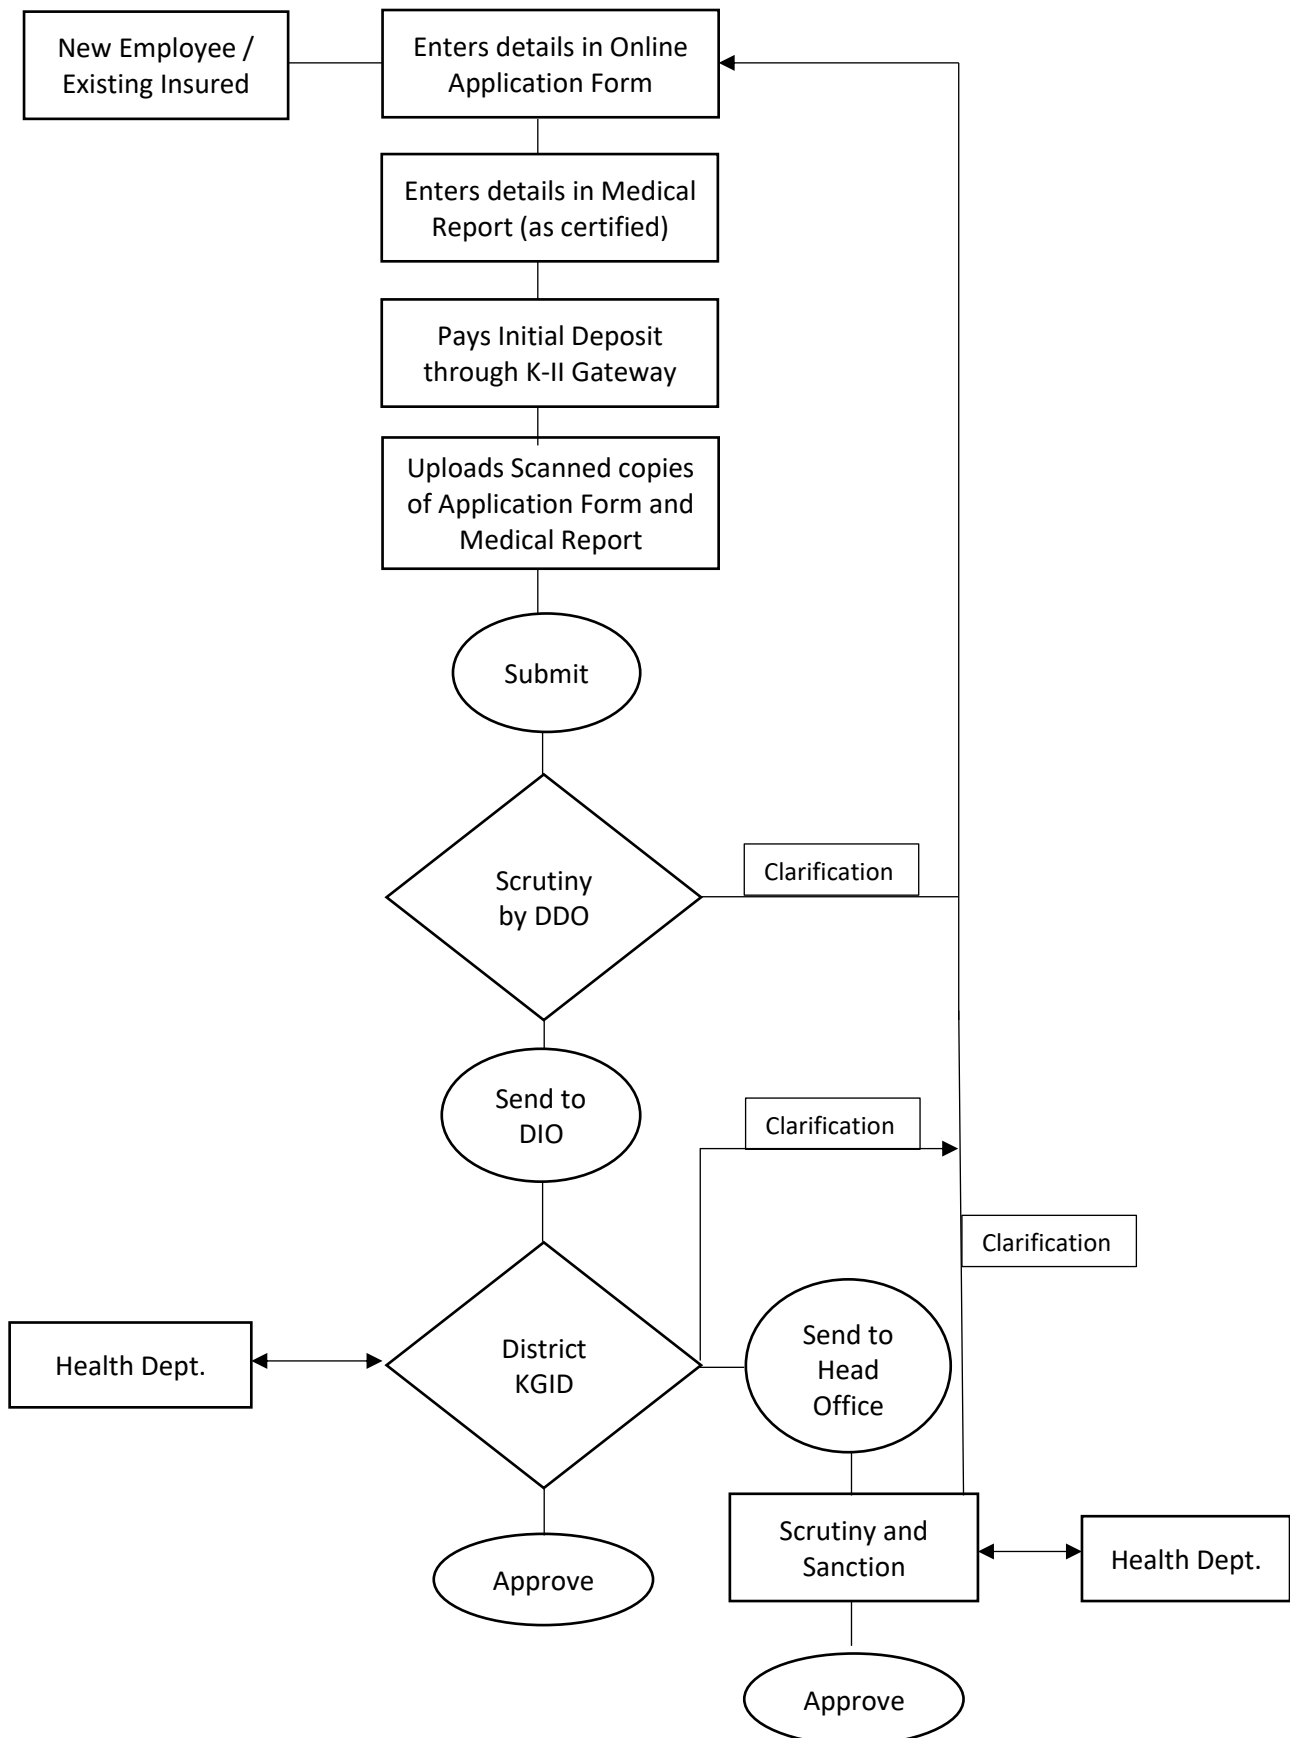 New Employee /
Existing Insured
Enters details in Online
Application Form
Enters details in Medical
Report (as certified)
Pays Initial Deposit
through K-II Gateway
Uploads Scanned copies
of Application Form and
Medical Report
Submit
Scrutiny
by DDO
Clarification
Send to
DIO
Clarification
Clarification
Health Dept.
District
KGID
Send to
Head
Office
Approve
Scrutiny and
Sanction
Health Dept.
Approve